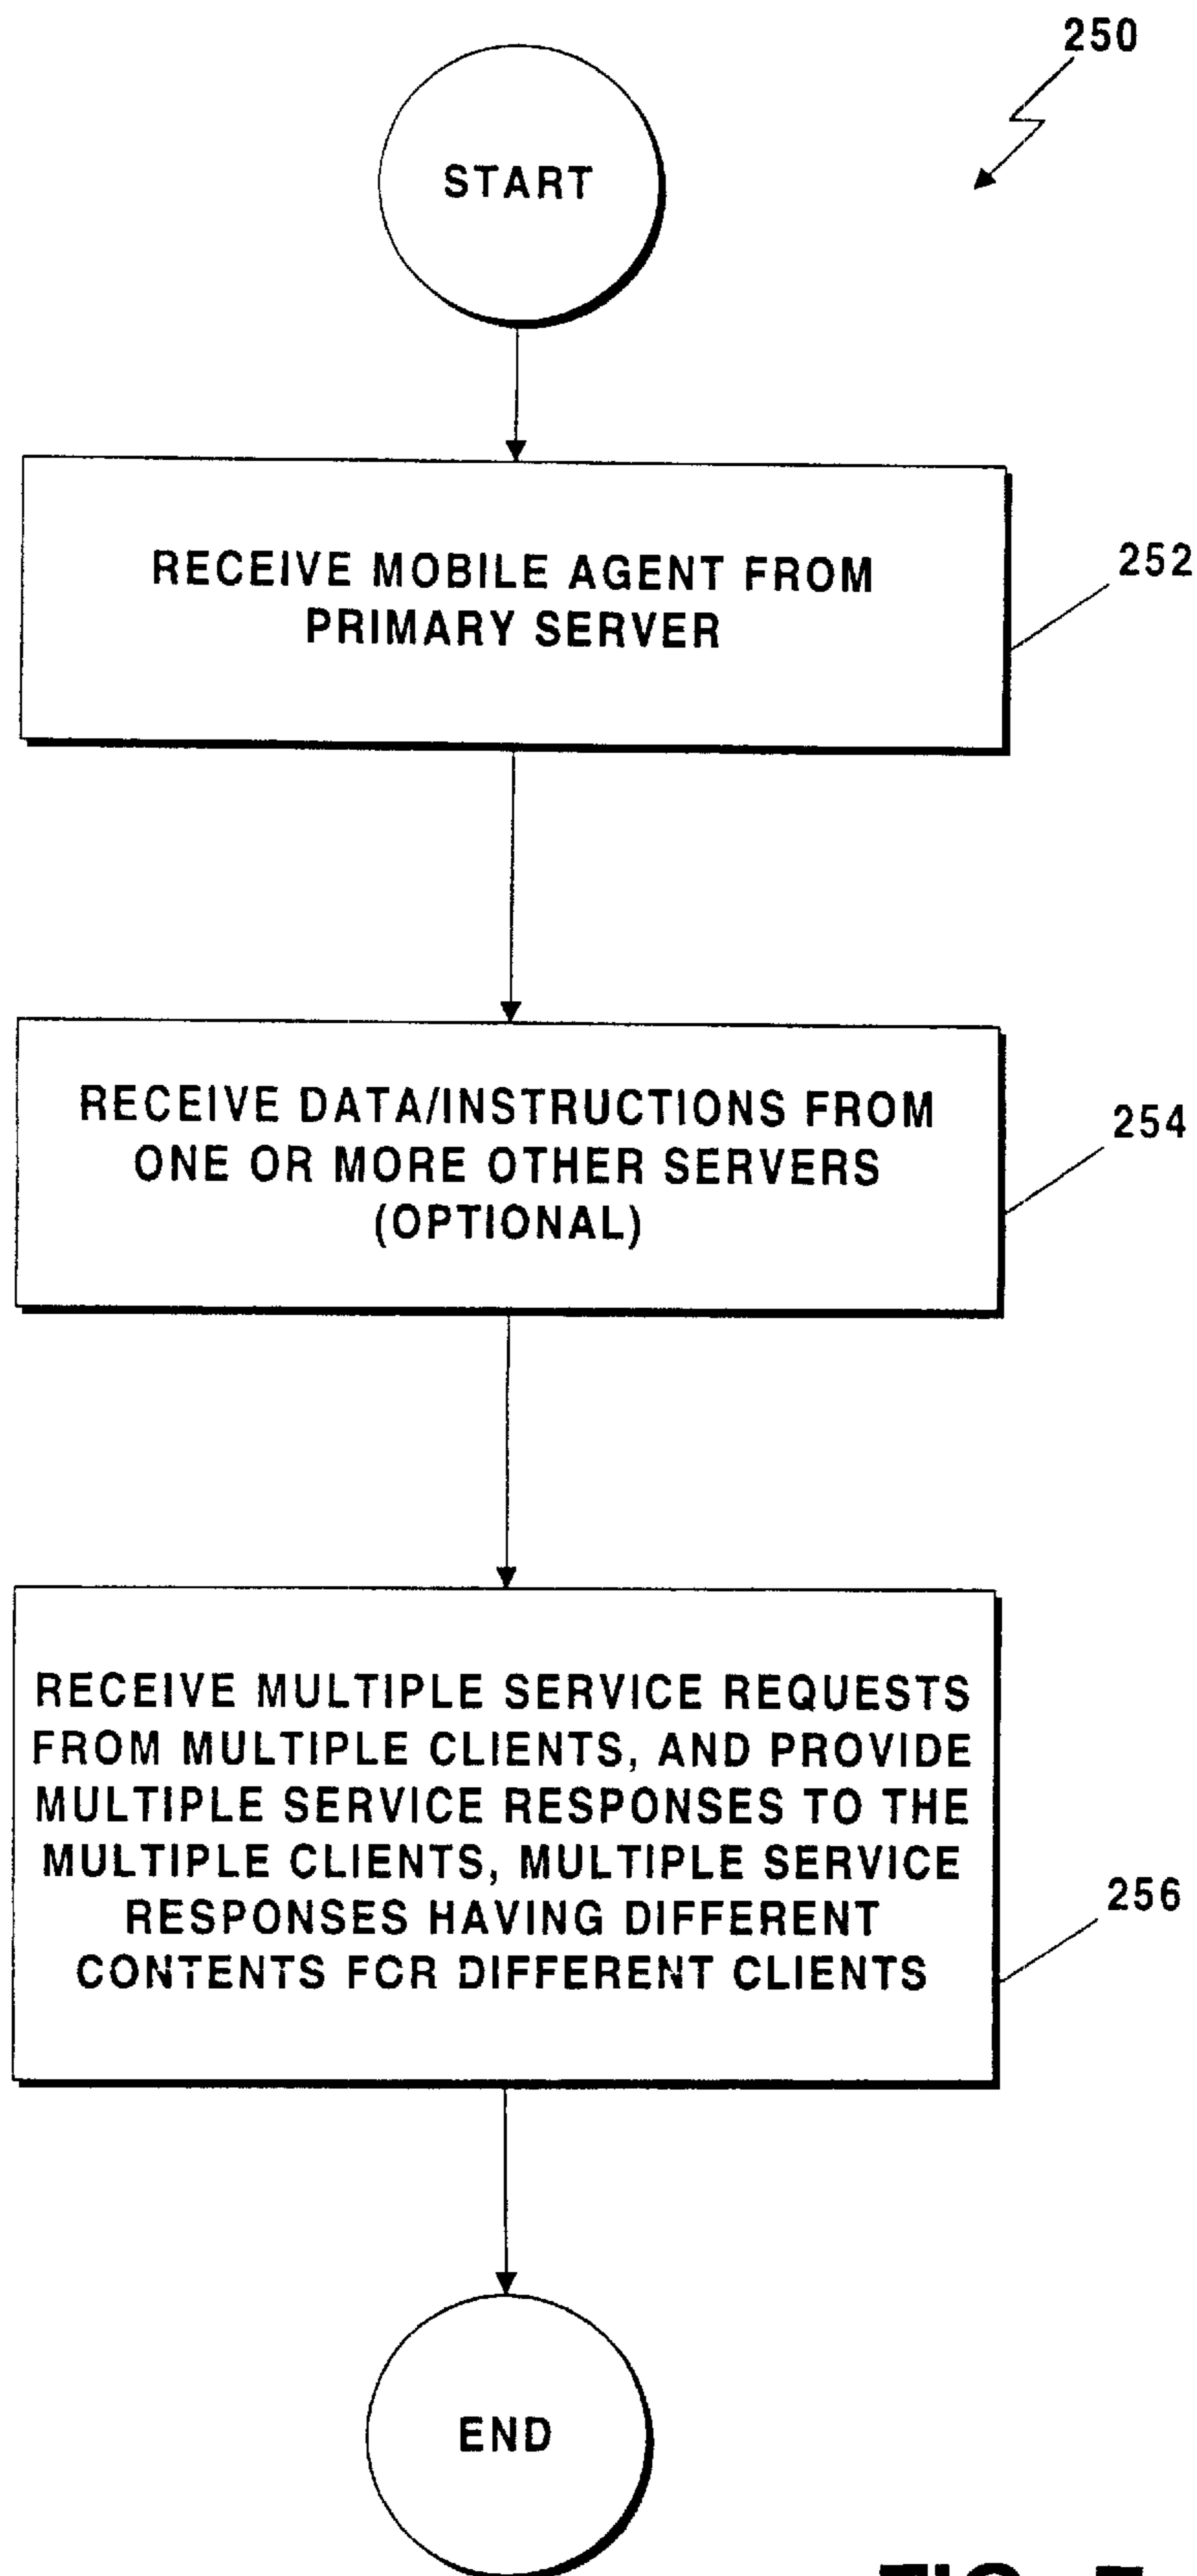 250
START
RECEIVE MOBILE AGENT FROM
PRIMARY SERVER
252
RECEIVE DATA/INSTRUCTIONS FROM
ONE OR MORE OTHER SERVERS
(OPTIONAL)
254
RECEIVE MULTIPLE SERVICE REQUESTS
FROM MULTIPLE CLIENTS, AND PROVIDE
MULTIPLE SERVICE RESPONSES TO THE
MULTIPLE CLIENTS, MULTIPLE SERVICE
RESPONSES HAVING DIFFERENT
CONTENTS FOR DIFFERENT CLIENTS
256
END
FIG.